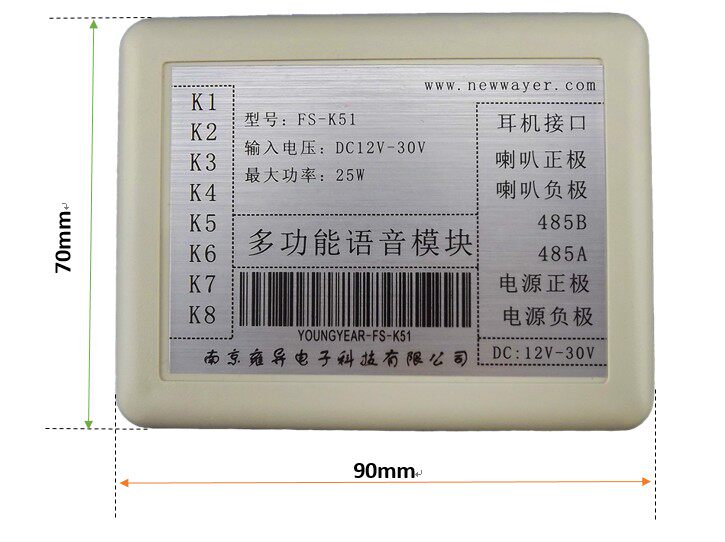 www.newwayer.com
K1
K2
K3
K4
K5
K6
K7
K8
型号: FS-K51
输入电压: DC12V-30V
最大功率: 25W
多功能语音模块
YOUNGYEAR-FS-K51
南京雍异电子科技有限公司
耳机接口
喇叭正极
喇叭负极
485B
485A
电源正极
电源负极
DC:12V-30V
70mm
90mm